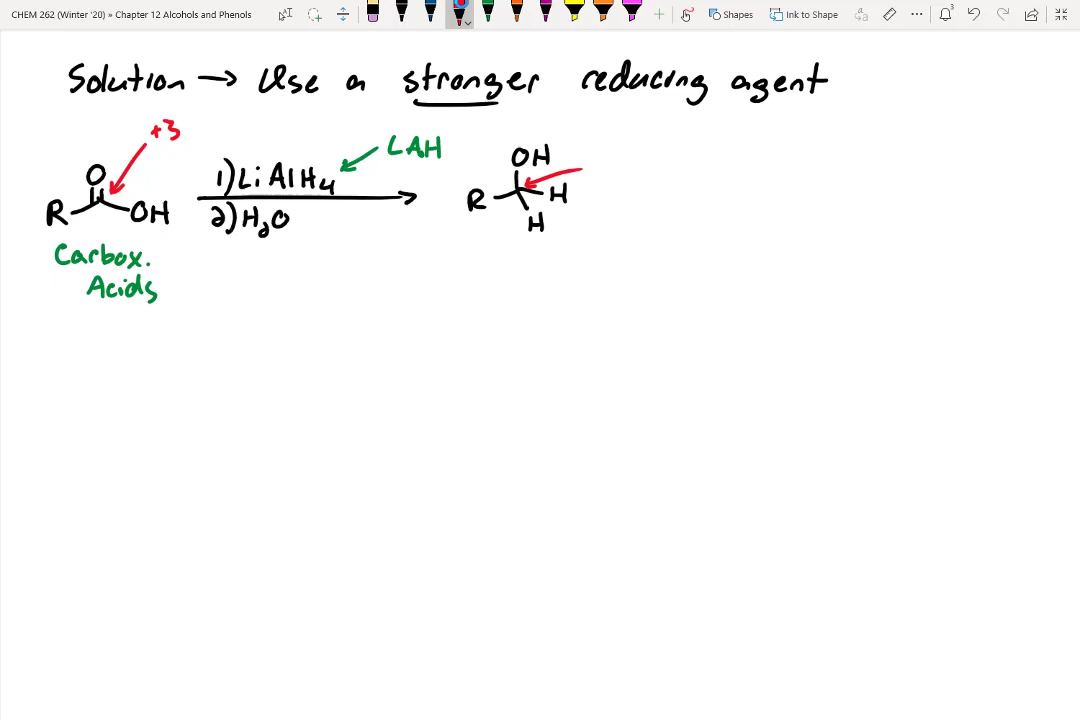 CHEM 262 (Winter '20) » Chapter 12 Alcohols and Phenols
Shapes
Ink to Shape
3
Solution → Use a stronger reducing agent
+3
LAH
O
R
OH
1) LiAlH4
2) H2O
OH
R
H
H
Carbox.
Acids